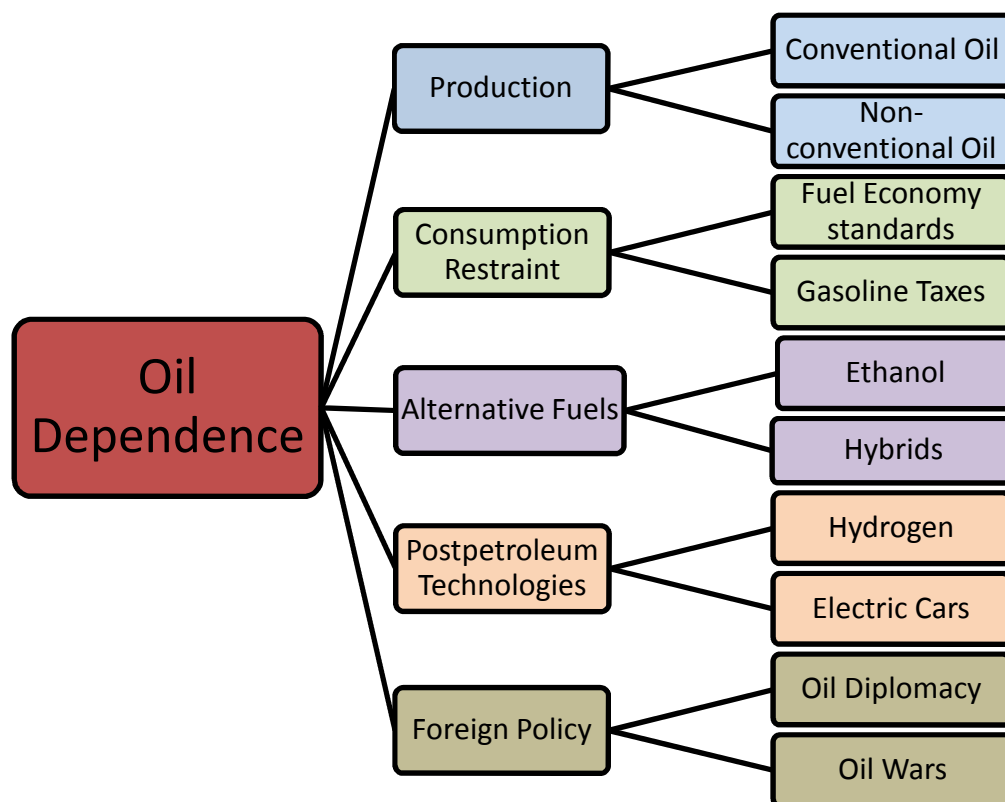 Oil
Dependence
Production
Conventional Oil
Non-
conventional Oil
Consumption
Restraint
Fuel Economy
standards
Gasoline Taxes
Alternative Fuels
Ethanol
Hybrids
Postpetroleum
Technologies
Hydrogen
Electric Cars
Foreign Policy
Oil Diplomacy
Oil Wars